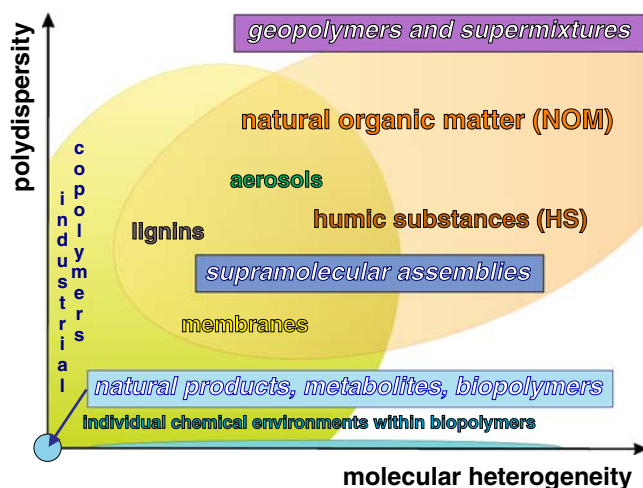 geopolymers and supermixtures
polydispersity
industrial
copolymers
natural organic matter (NOM)
aerosols
humic substances (HS)
lignins
supramolecular assemblies
membranes
natural products, metabolites, biopolymers
individual chemical environments within biopolymers
molecular heterogeneity